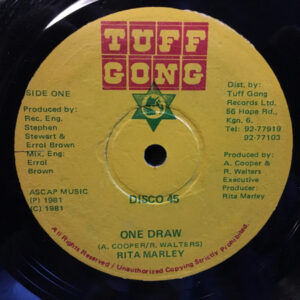 TUFF
GONG
SIDE ONE
Produced by:
Rec, Eng.
Stephen
Stewart &
Errol Brown
Mix, Eng:
Errol
Brown
ASCAP MUSIC
(P) 1981
(C) 1981
Dist. by:
Tuff Gong
Records Ltd.
56 Hope Rd.,
Kgn, 6.
Tel: 92-77919
92-77103
Produced by:
A. Cooper &
R. Walters
Executive
Producer:
Rita Marley
DISCO 45
ONE DRAW
(A. COOPER/R. WALTERS)
RITA MARLEY
All Rights Reserved / Unauthorized Copying Strictly Prohibited.